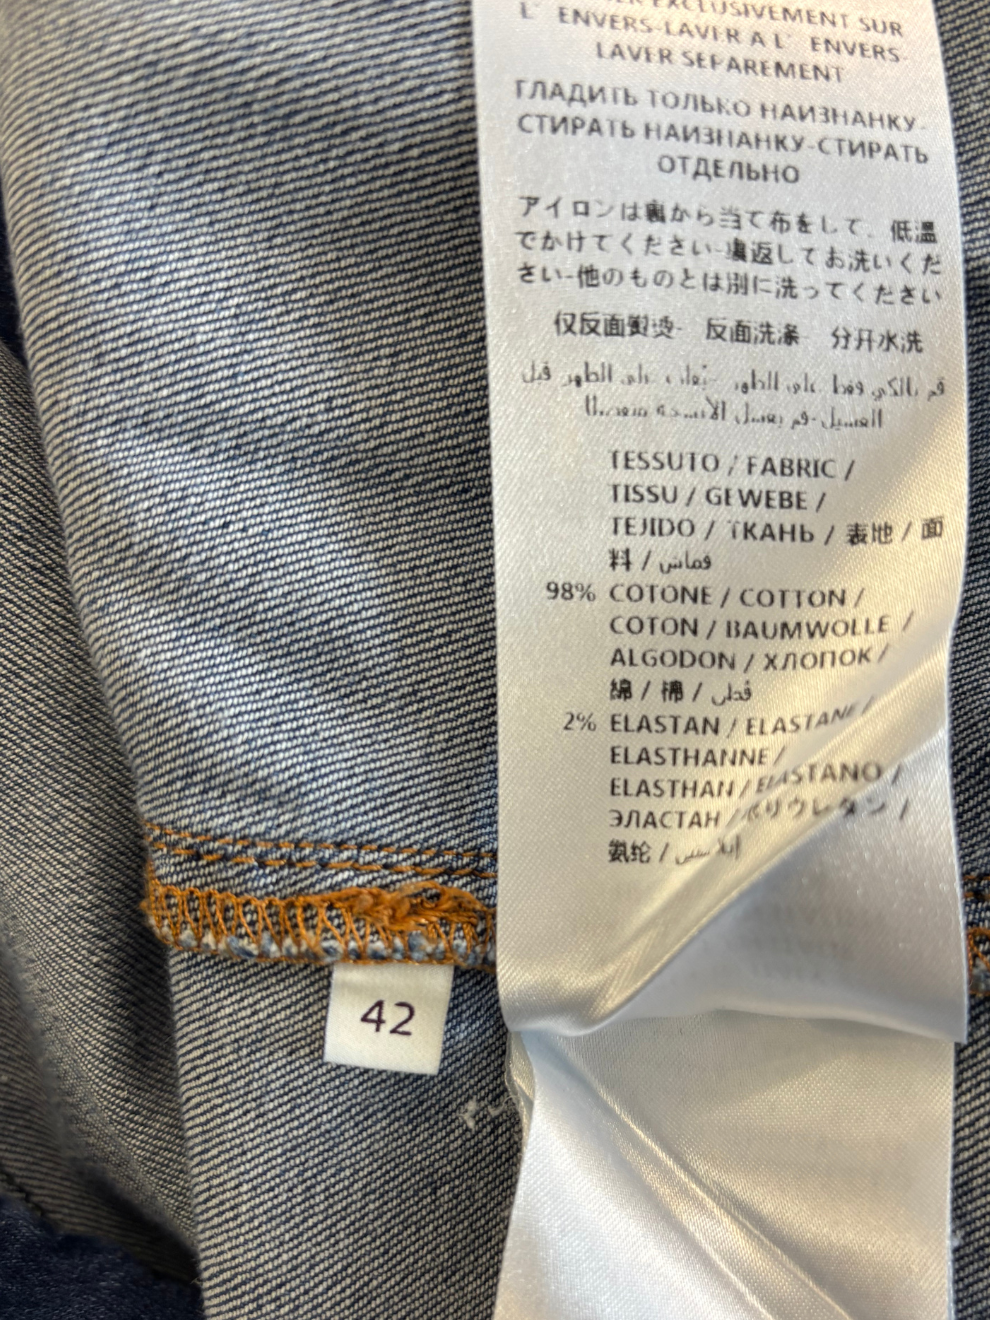 EXCLUSIVEMENT SUR
L' ENVERS-LAVER A L' ENVERS-
LAVER SEPAREMENT
ГЛАДИТЬ ТОЛЬКО НАИЗНАНКУ-
СТИРАТЬ НАИЗНАНКУ-СТИРАТЬ
ОТДЕЛЬНО
アイロンは裏から当て布をして、低温
でかけてください-裏返してお洗いくだ
さい-他のものとは別に洗ってください
仅反面熨烫- 反面洗涤- 分开水洗
TESSUTO / FABRIC /
TISSU / GEWEBE /
TEJIDO / ТКАНЬ / 表地 / 面
料 / قماش
98% COTONE / COTTON /
COTON / BAUMWOLLE /
ALGODON / ХЛОПОК /
綿 / 棉 / قطن
2% ELASTAN / ELASTANE /
ELASTHANNE /
ELASTHAN / ELASTANO /
ЭЛАСТАН / ポリウレタン /
氨纶 /
42